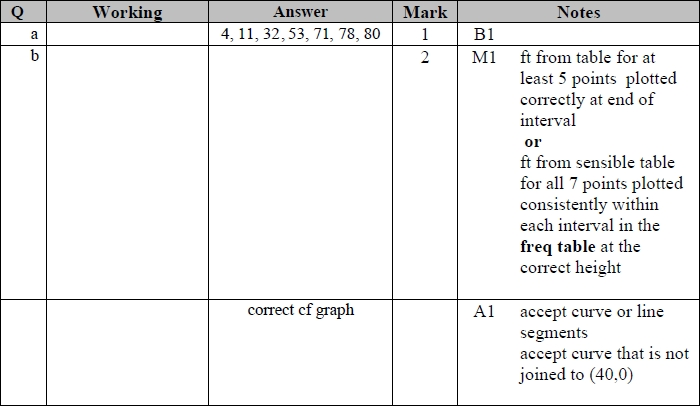 Q Working Answer Mark Notes
a 4, 11, 32, 53, 71, 78, 80 1 B1
b 2 M1 ft from table for at
least 5 points plotted
correctly at end of
interval
or
ft from sensible table
for all 7 points plotted
consistently within
each interval in the
freq table at the
correct height
correct cf graph A1 accept curve or line
segments
accept curve that is not
joined to (40,0)